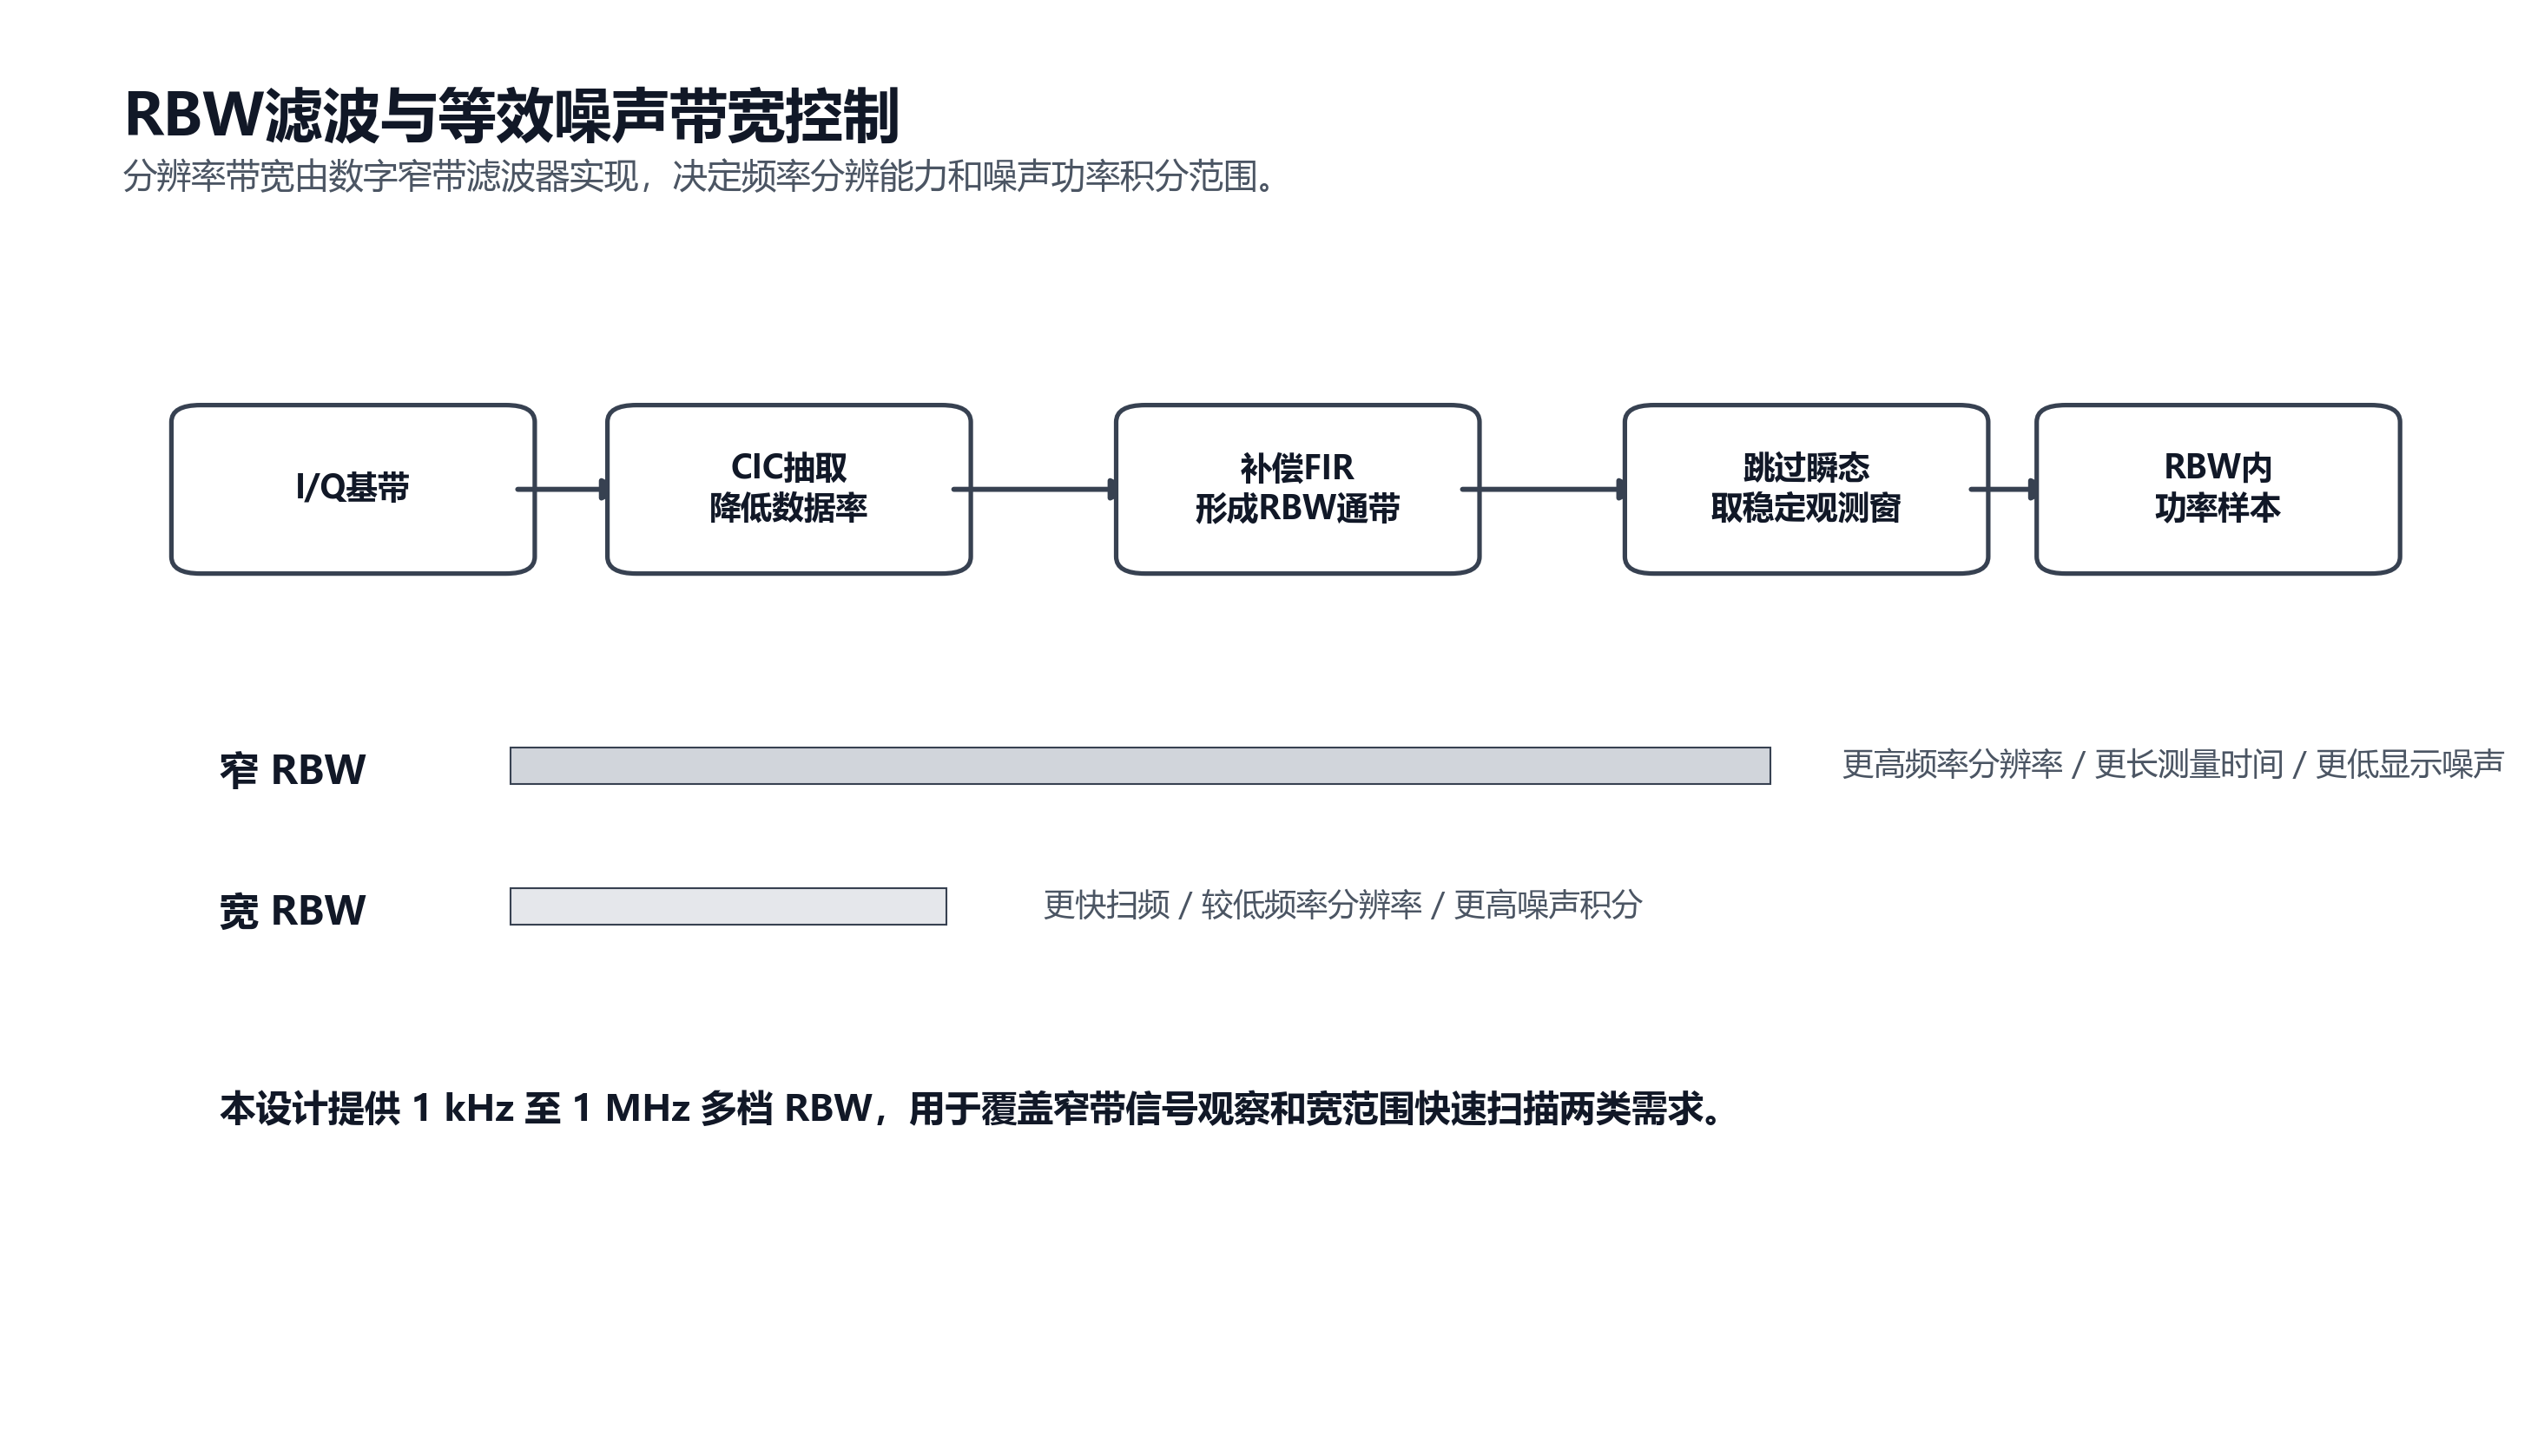 RBW滤波与等效噪声带宽控制
分辨率带宽由数字窄带滤波器实现，决定频率分辨能力和噪声功率积分范围。
I/Q基带
CIC抽取
降低数据率
补偿FIR
形成RBW通带
跳过瞬态
取稳定观测窗
RBW内
功率样本
窄 RBW
更高频率分辨率 / 更长测量时间 / 更低显示噪声
宽 RBW
更快扫频 / 较低频率分辨率 / 更高噪声积分
本设计提供 1 kHz 至 1 MHz 多档 RBW，用于覆盖窄带信号观察和宽范围快速扫描两类需求。